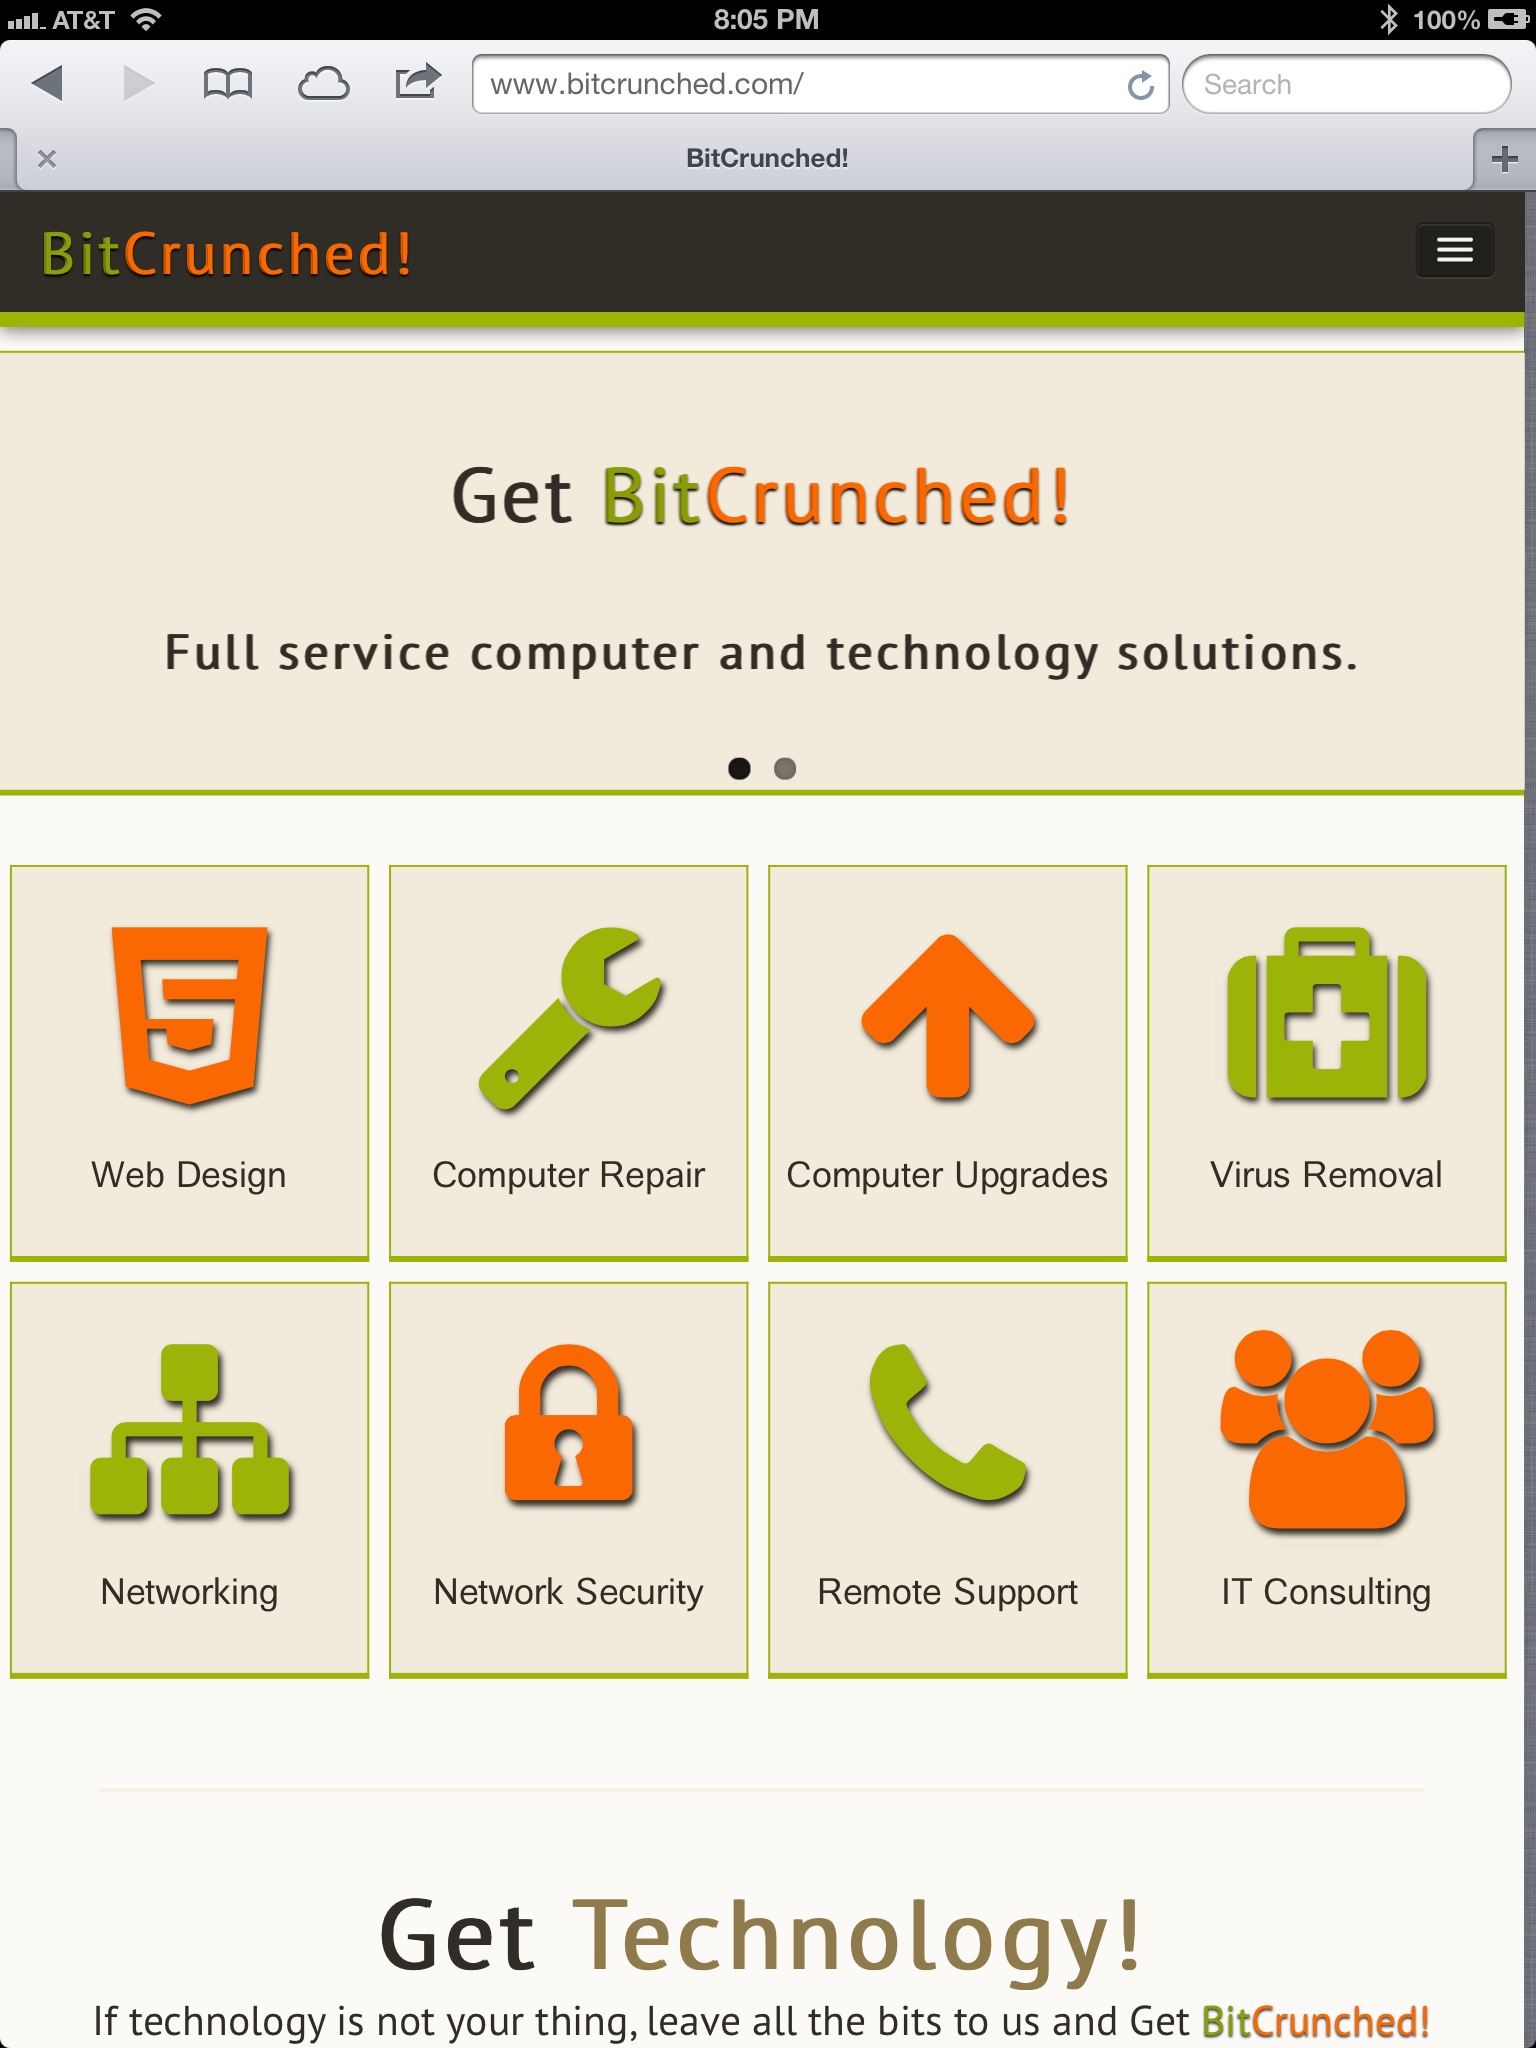 AT&T 8:05 PM 100%
www.bitcrunched.com/ Search
BitCrunched!
BitCrunched!
Get BitCrunched!
Full service computer and technology solutions.
Web Design Computer Repair Computer Upgrades Virus Removal
Networking Network Security Remote Support IT Consulting
Get Technology!
If technology is not your thing, leave all the bits to us and Get BitCrunched!